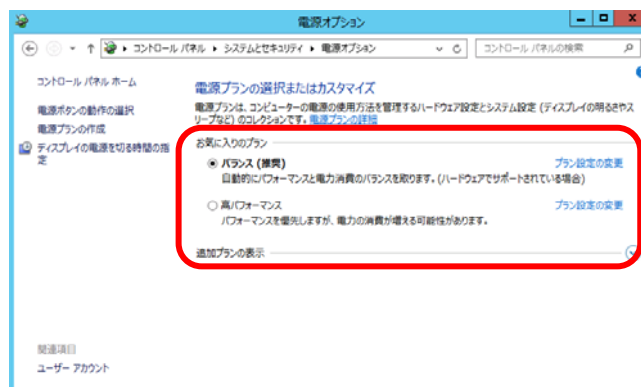 電源オプション
コントロール パネル ▸ システムとセキュリティ ▸ 電源オプション
コントロール パネルの検索
コントロール パネル ホーム
電源ボタンの動作の選択
電源プランの作成
ディスプレイの電源を切る時間の指
定
電源プランの選択またはカスタマイズ
電源プランは、コンピューターの電源の使用方法を管理するハードウェア設定とシステム設定 (ディスプレイの明るさやス
リープなど) のコレクションです。電源プランの詳細
お気に入りのプラン
バランス (推奨) プラン設定の変更
自動的にパフォーマンスと電力消費のバランスを取ります。(ハードウェアでサポートされている場合)
高パフォーマンス プラン設定の変更
パフォーマンスを優先しますが、電力の消費が増える可能性があります。
追加プランの表示
関連項目
ユーザー アカウント